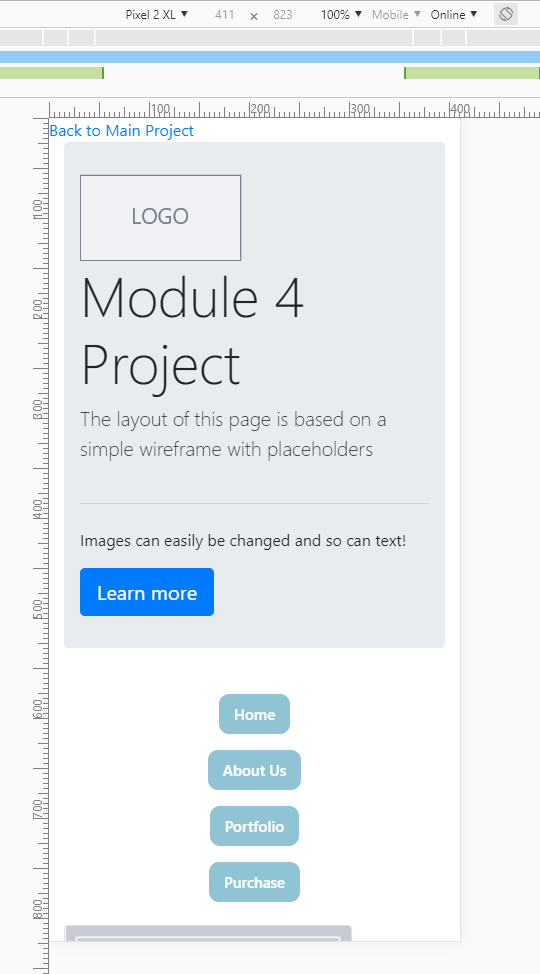 Pixel 2 XL ▼ 411 × 823 100% ▼ Mobile ▼ Online ▼
100 200 300 400
Back to Main Project
LOGO
Module 4
Project
The layout of this page is based on a
simple wireframe with placeholders
Images can easily be changed and so can text!
Learn more
Home
About Us
Portfolio
Purchase
100
200
300
400
500
600
700
800